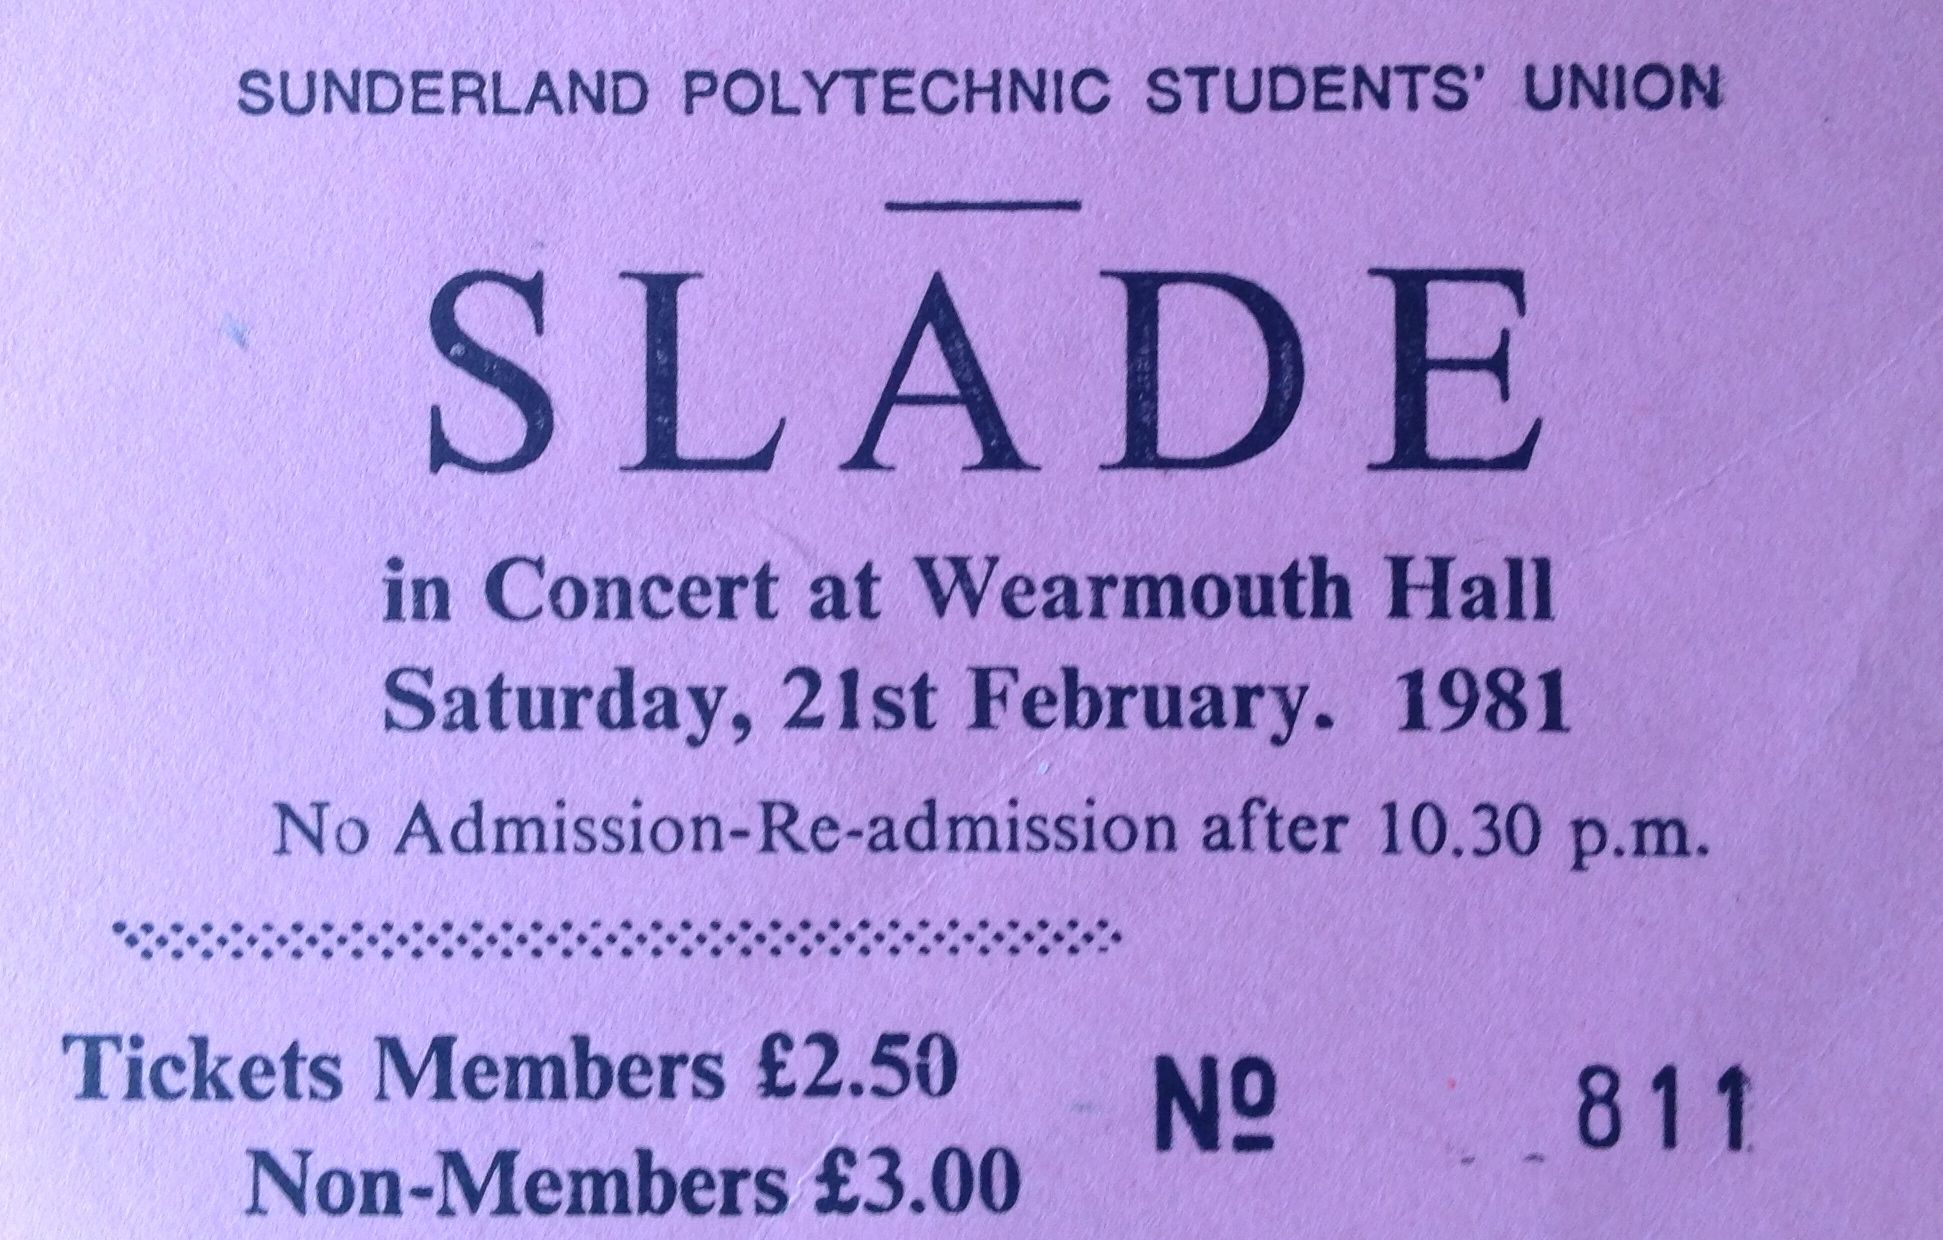 SUNDERLAND POLYTECHNIC STUDENTS' UNION
SLADE
in Concert at Wearmouth Hall
Saturday, 21st February. 1981
No Admission-Re-admission after 10.30 p.m.
Tickets Members £2.50
Non-Members £3.00
Nº 811